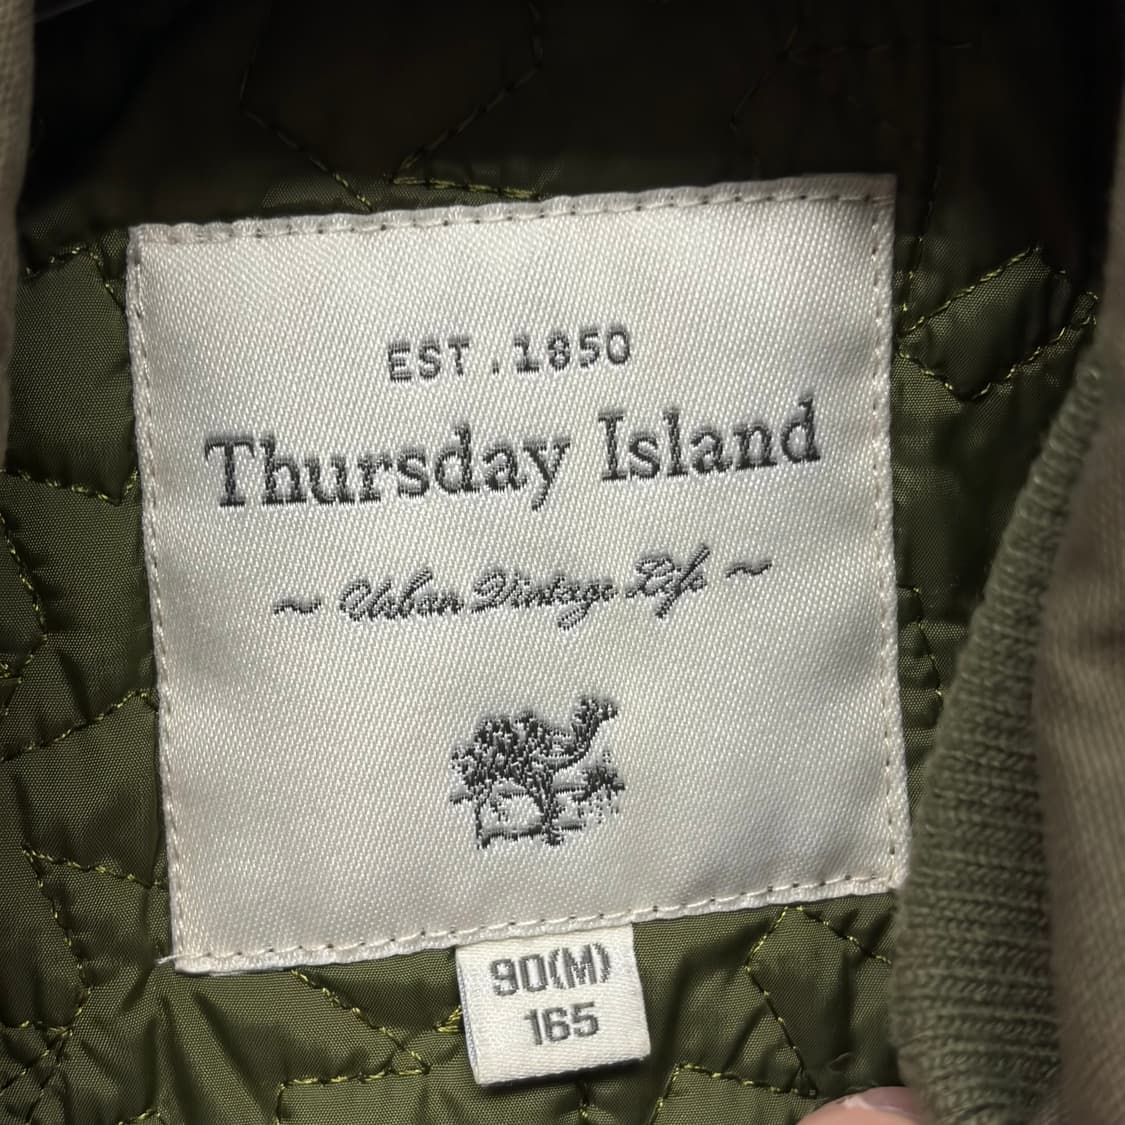 EST.1850
Thursday Island
~ Urban Vintage Life ~
90(M)
165